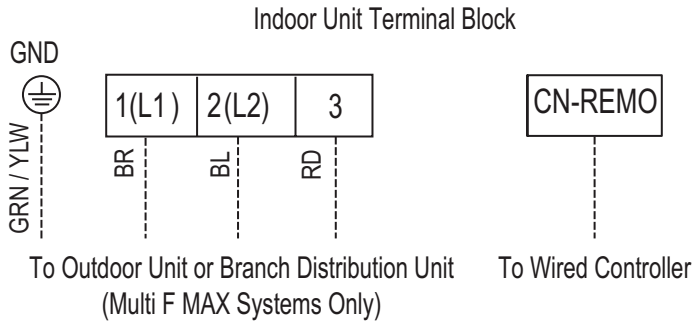 Indoor Unit Terminal Block
GND
1(L1) 2(L2) 3
CN-REMO
GRN / YLW
BR
BL
RD
To Outdoor Unit or Branch Distribution Unit
(Multi F MAX Systems Only)
To Wired Controller